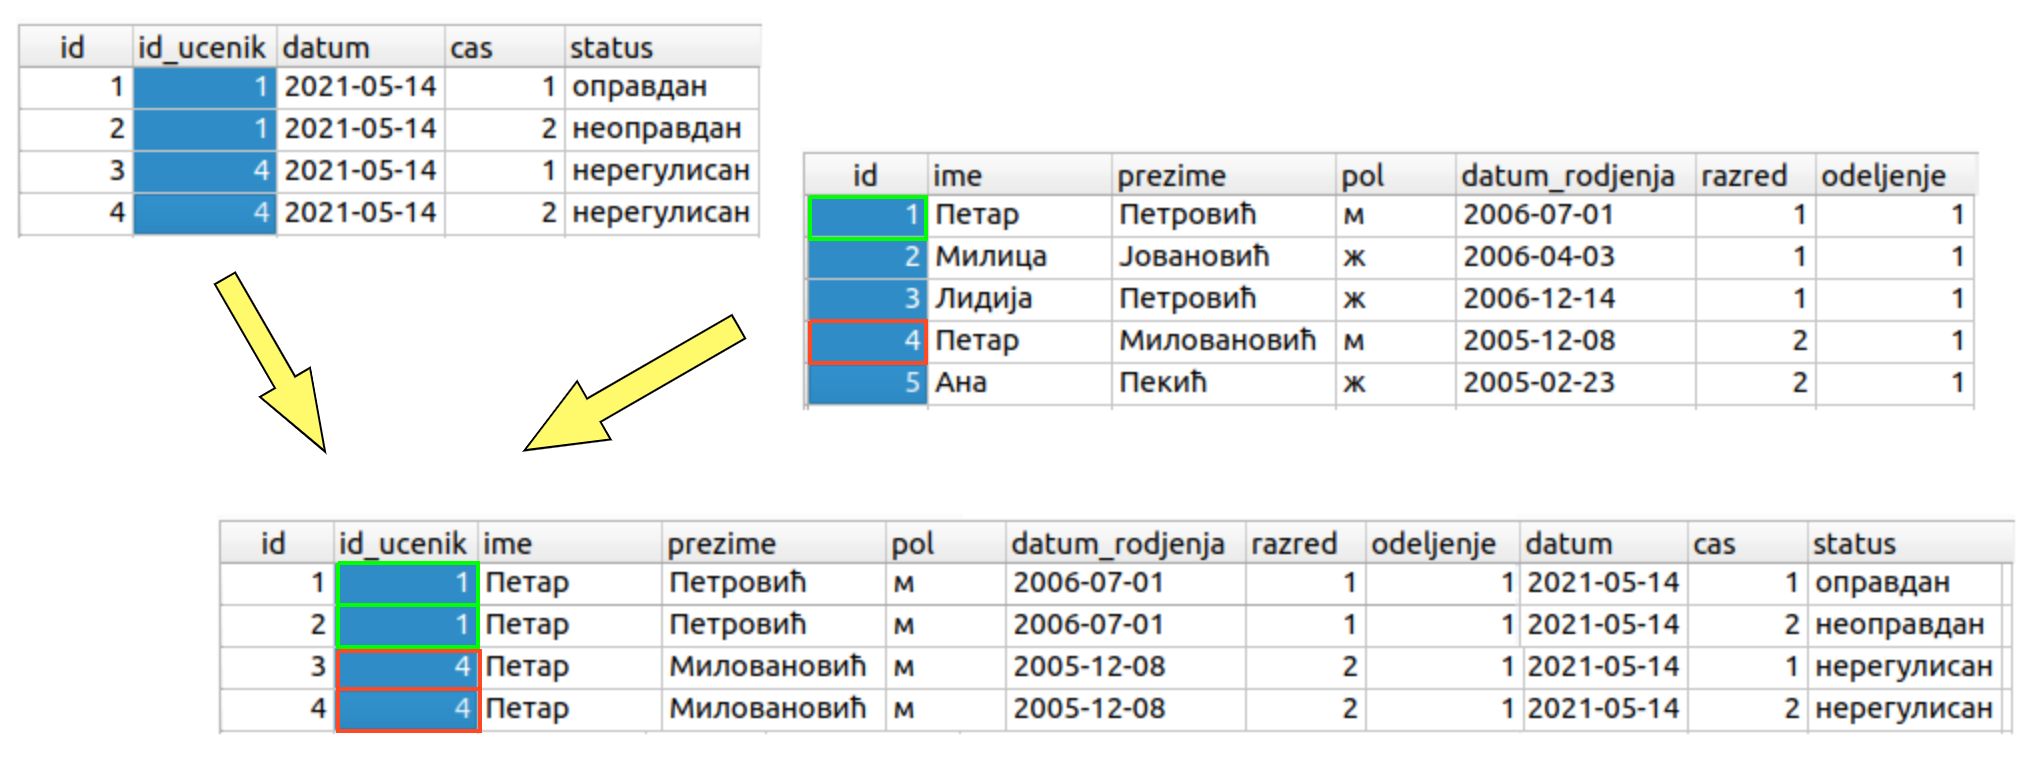 id id_ucenik datum cas status
1 1 2021-05-14 1 оправдан
2 1 2021-05-14 2 неоправдан
3 4 2021-05-14 1 нерегулисан
4 4 2021-05-14 2 нерегулисан
id ime prezime pol datum_rodjenja razred odeljenje
1 Петар Петровић м 2006-07-01 1 1
2 Милица Јовановић ж 2006-04-03 1 1
3 Лидија Петровић ж 2006-12-14 1 1
4 Петар Миловановић м 2005-12-08 2 1
5 Ана Пекић ж 2005-02-23 2 1
id id_ucenik ime prezime pol datum_rodjenja razred odeljenje datum cas status
1 1 Петар Петровић м 2006-07-01 1 1 2021-05-14 1 оправдан
2 1 Петар Петровић м 2006-07-01 1 1 2021-05-14 2 неоправдан
3 4 Петар Миловановић м 2005-12-08 2 1 2021-05-14 1 нерегулисан
4 4 Петар Миловановић м 2005-12-08 2 1 2021-05-14 2 нерегулисан